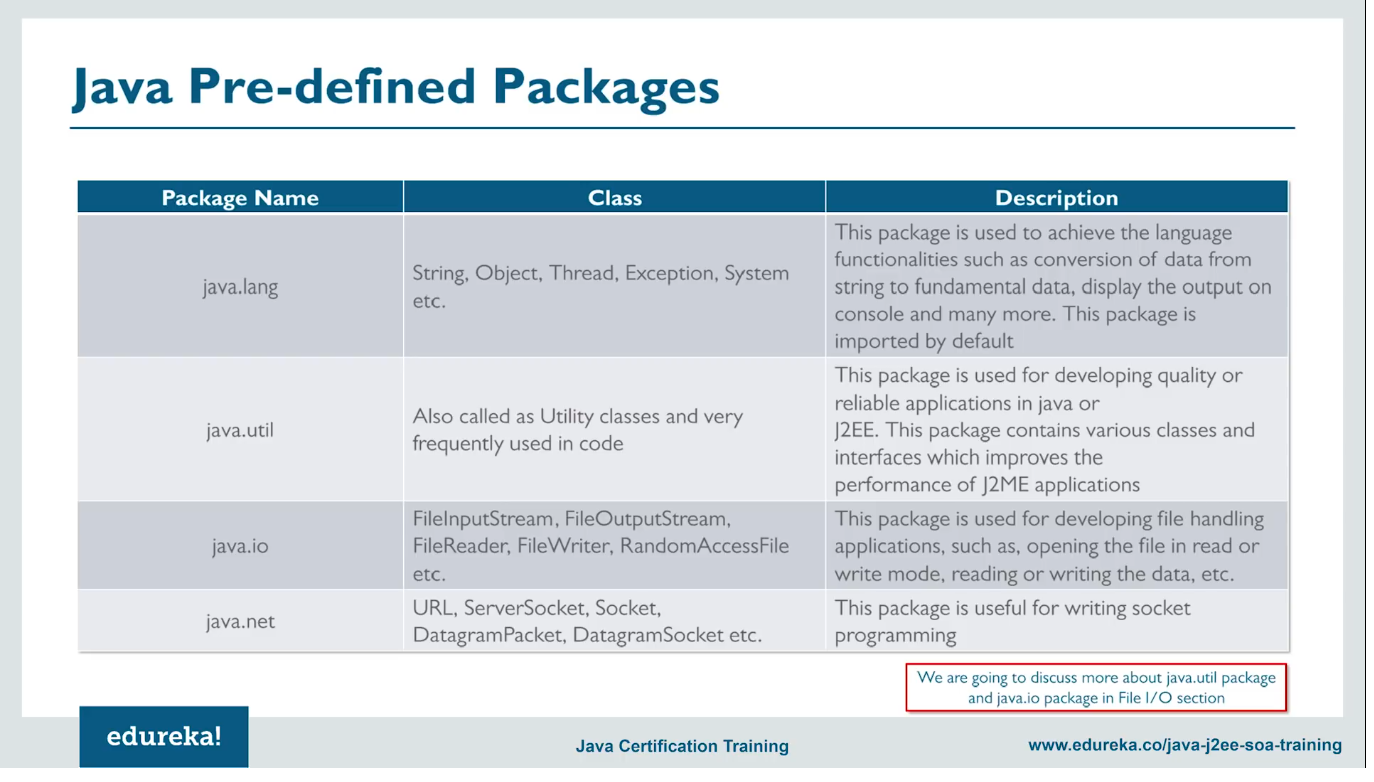 Java Pre-defined Packages
Package Name
Class
Description
java.lang
String, Object, Thread, Exception, System
etc.
This package is used to achieve the language
functionalities such as conversion of data from
string to fundamental data, display the output on
console and many more. This package is
imported by default
java.util
Also called as Utility classes and very
frequently used in code
This package is used for developing quality or
reliable applications in java or
J2EE. This package contains various classes and
interfaces which improves the
performance of J2ME applications
java.io
FileInputStream, FileOutputStream,
FileReader, FileWriter, RandomAccessFile
etc.
This package is used for developing file handling
applications, such as, opening the file in read or
write mode, reading or writing the data, etc.
java.net
URL, ServerSocket, Socket,
DatagramPacket, DatagramSocket etc.
This package is useful for writing socket
programming
We are going to discuss more about java.util package
and java.io package in File I/O section
edureka!
Java Certification Training
www.edureka.co/java-j2ee-soa-training